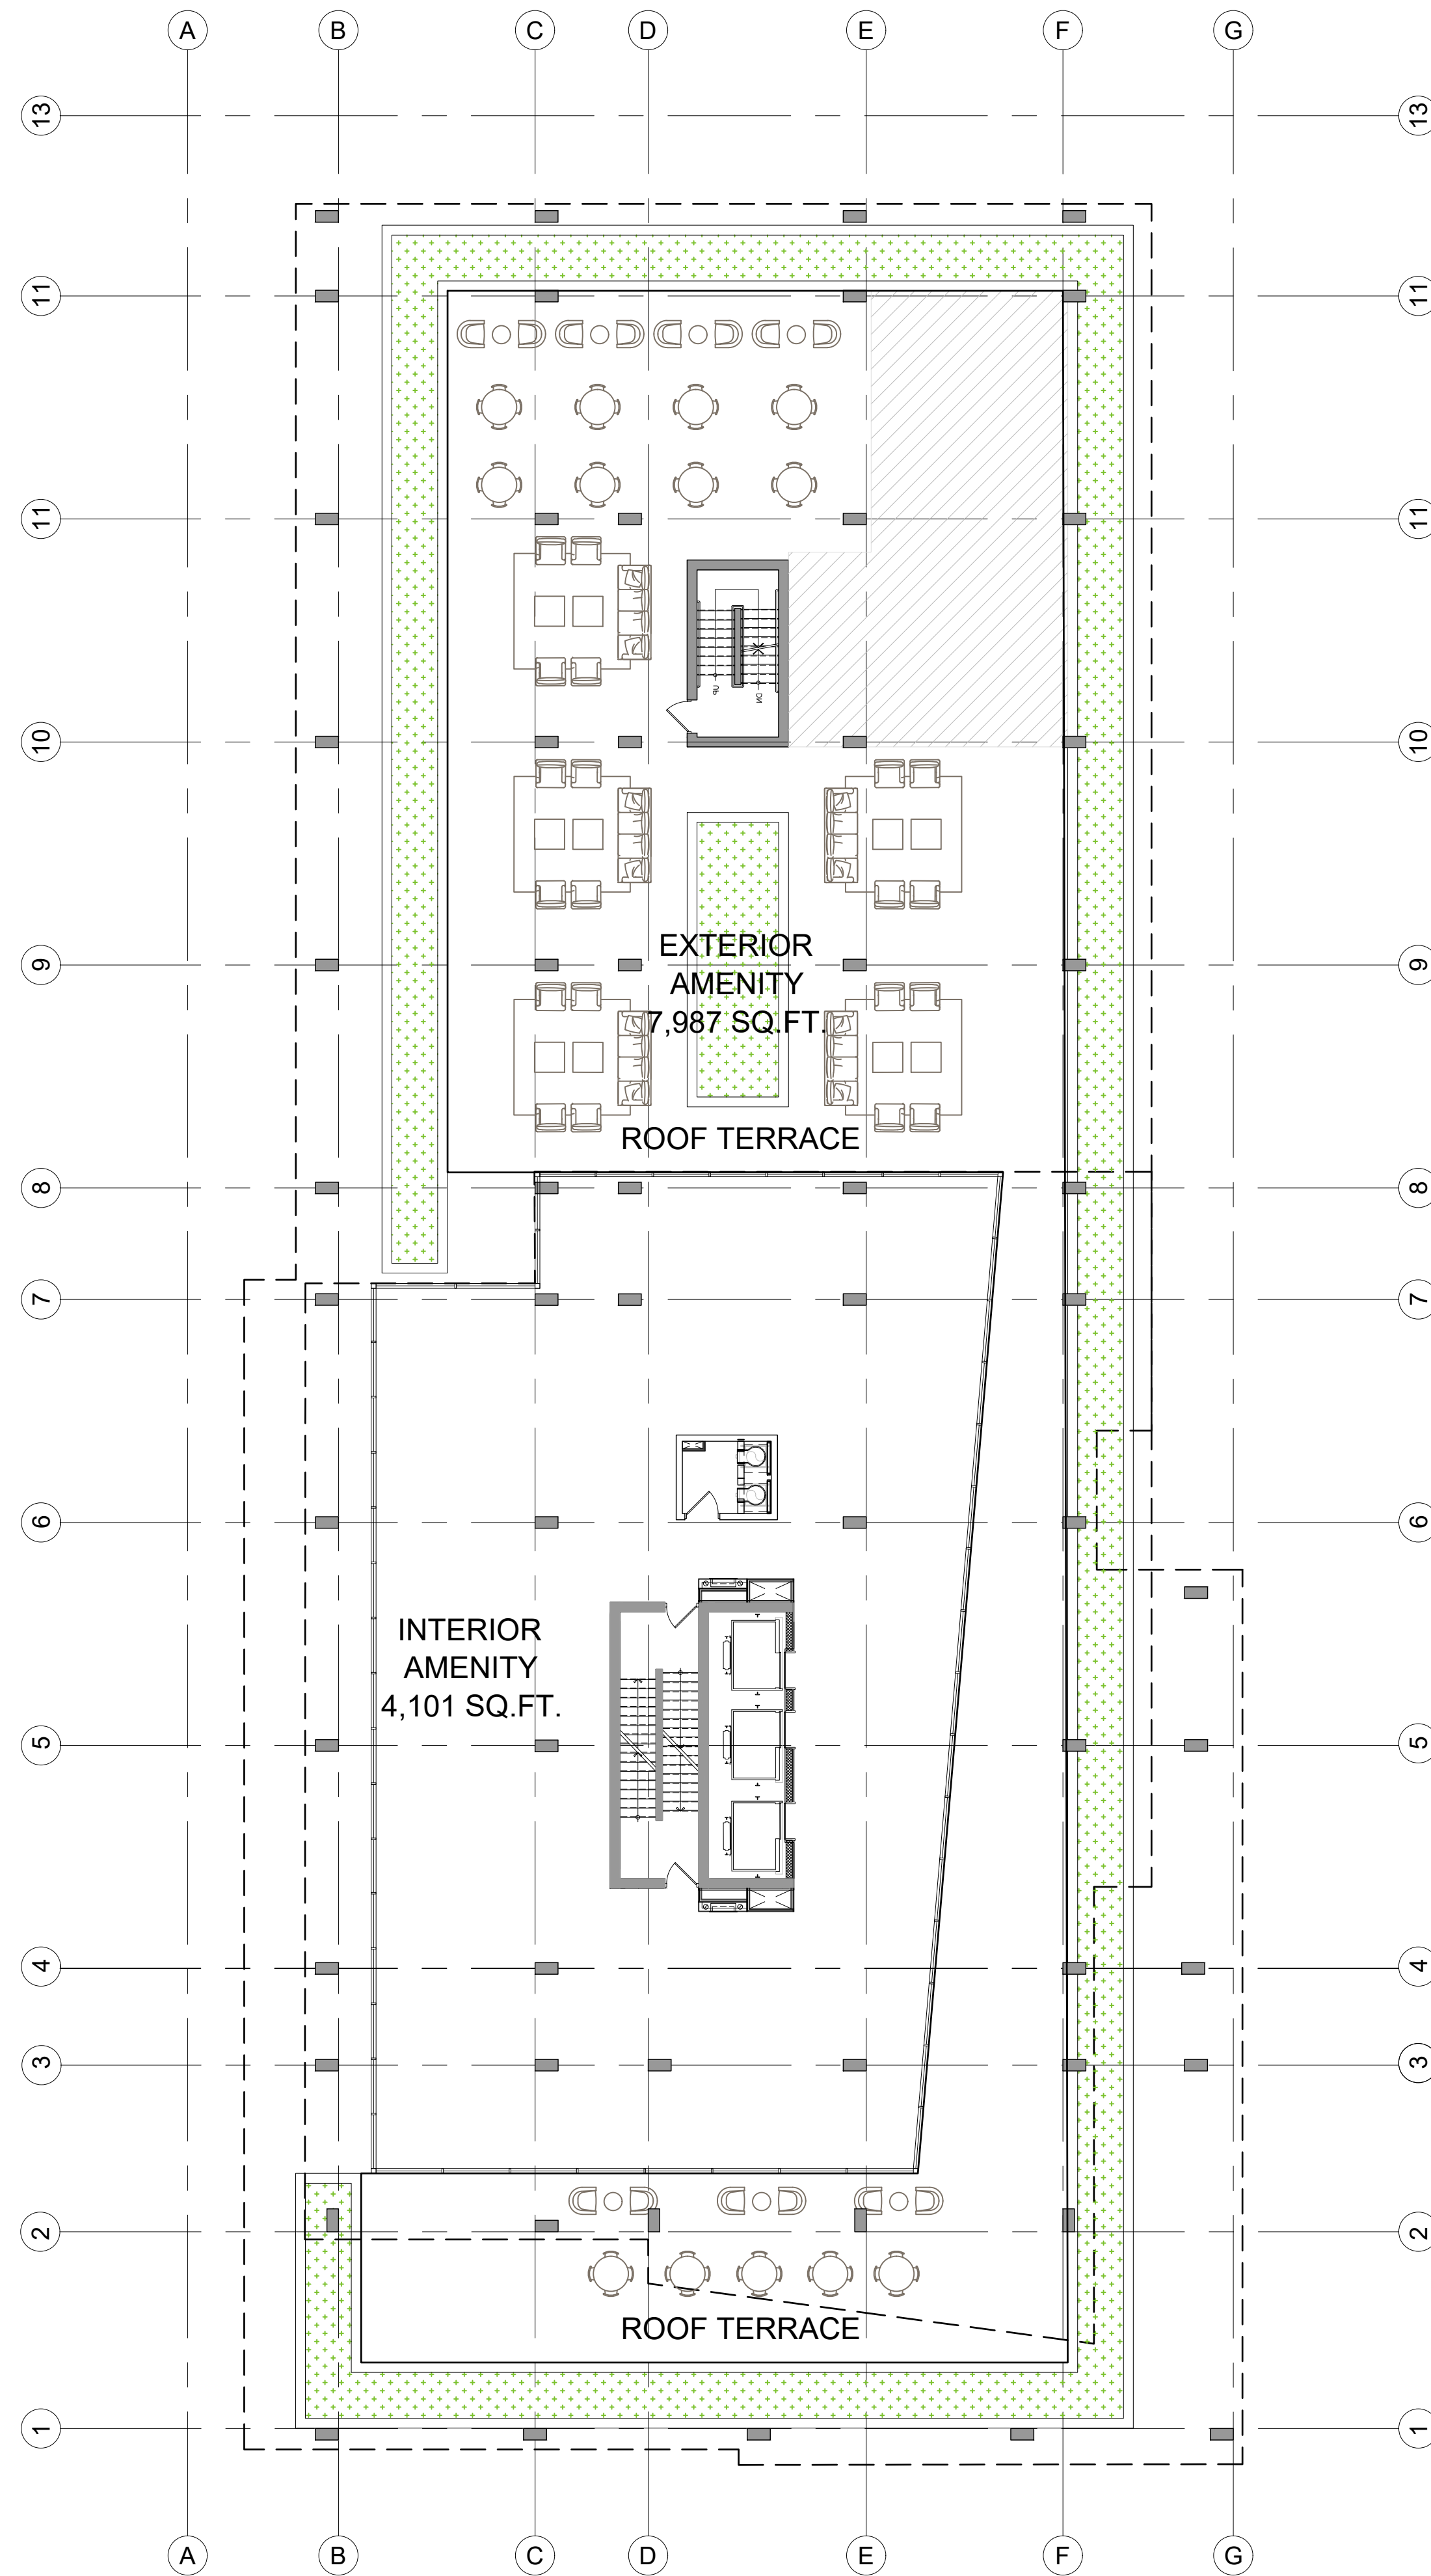 A B C D E F G
13 13
11 11
11 11
UP
DN
10 10
EXTERIOR
AMENITY
7,987 SQ.FT.
9 9
ROOF TERRACE
8 8
7 7
6 6
INTERIOR
AMENITY
4,101 SQ.FT.
5 5
4 4
3 3
2 2
ROOF TERRACE
1 1
A B C D E F G